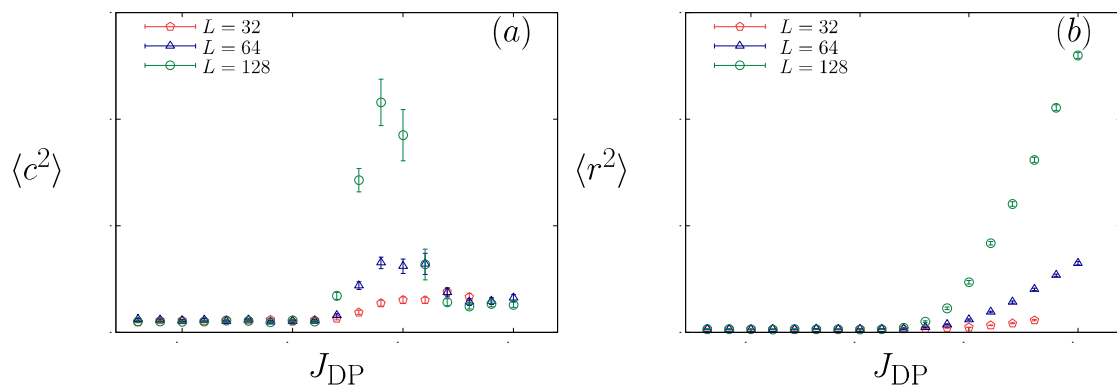 (a)
L = 32
L = 64
L = 128
⟨c²⟩
J_DP
(b)
L = 32
L = 64
L = 128
⟨r²⟩
J_DP